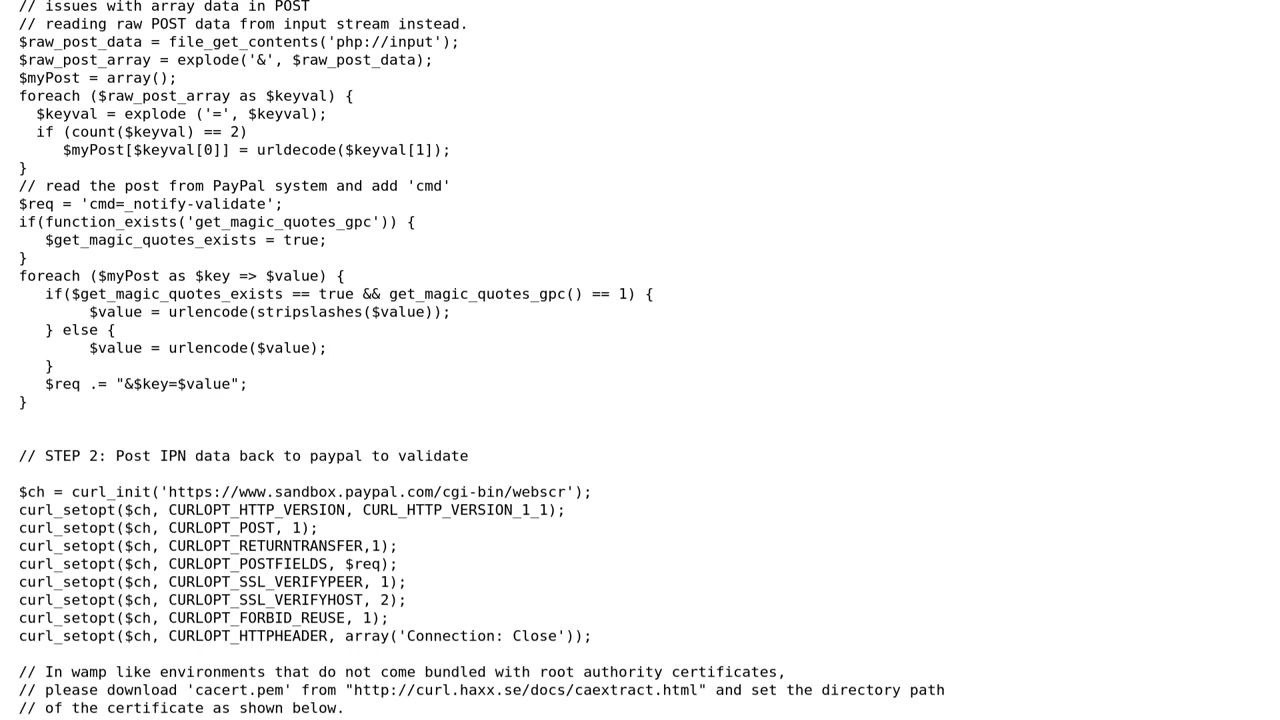 // issues with array data in POST
// reading raw POST data from input stream instead.
$raw_post_data = file_get_contents('php://input');
$raw_post_array = explode('&', $raw_post_data);
$myPost = array();
foreach ($raw_post_array as $keyval) {
  $keyval = explode ('=', $keyval);
  if (count($keyval) == 2)
     $myPost[$keyval[0]] = urldecode($keyval[1]);
}
// read the post from PayPal system and add 'cmd'
$req = 'cmd=_notify-validate';
if(function_exists('get_magic_quotes_gpc')) {
   $get_magic_quotes_exists = true;
}
foreach ($myPost as $key => $value) {
   if($get_magic_quotes_exists == true && get_magic_quotes_gpc() == 1) {
        $value = urlencode(stripslashes($value));
   } else {
        $value = urlencode($value);
   }
   $req .= "&$key=$value";
}
// STEP 2: Post IPN data back to paypal to validate
$ch = curl_init('https://www.sandbox.paypal.com/cgi-bin/webscr');
curl_setopt($ch, CURLOPT_HTTP_VERSION, CURL_HTTP_VERSION_1_1);
curl_setopt($ch, CURLOPT_POST, 1);
curl_setopt($ch, CURLOPT_RETURNTRANSFER,1);
curl_setopt($ch, CURLOPT_POSTFIELDS, $req);
curl_setopt($ch, CURLOPT_SSL_VERIFYPEER, 1);
curl_setopt($ch, CURLOPT_SSL_VERIFYHOST, 2);
curl_setopt($ch, CURLOPT_FORBID_REUSE, 1);
curl_setopt($ch, CURLOPT_HTTPHEADER, array('Connection: Close'));
// In wamp like environments that do not come bundled with root authority certificates,
// please download 'cacert.pem' from "http://curl.haxx.se/docs/caextract.html" and set the directory path
// of the certificate as shown below.